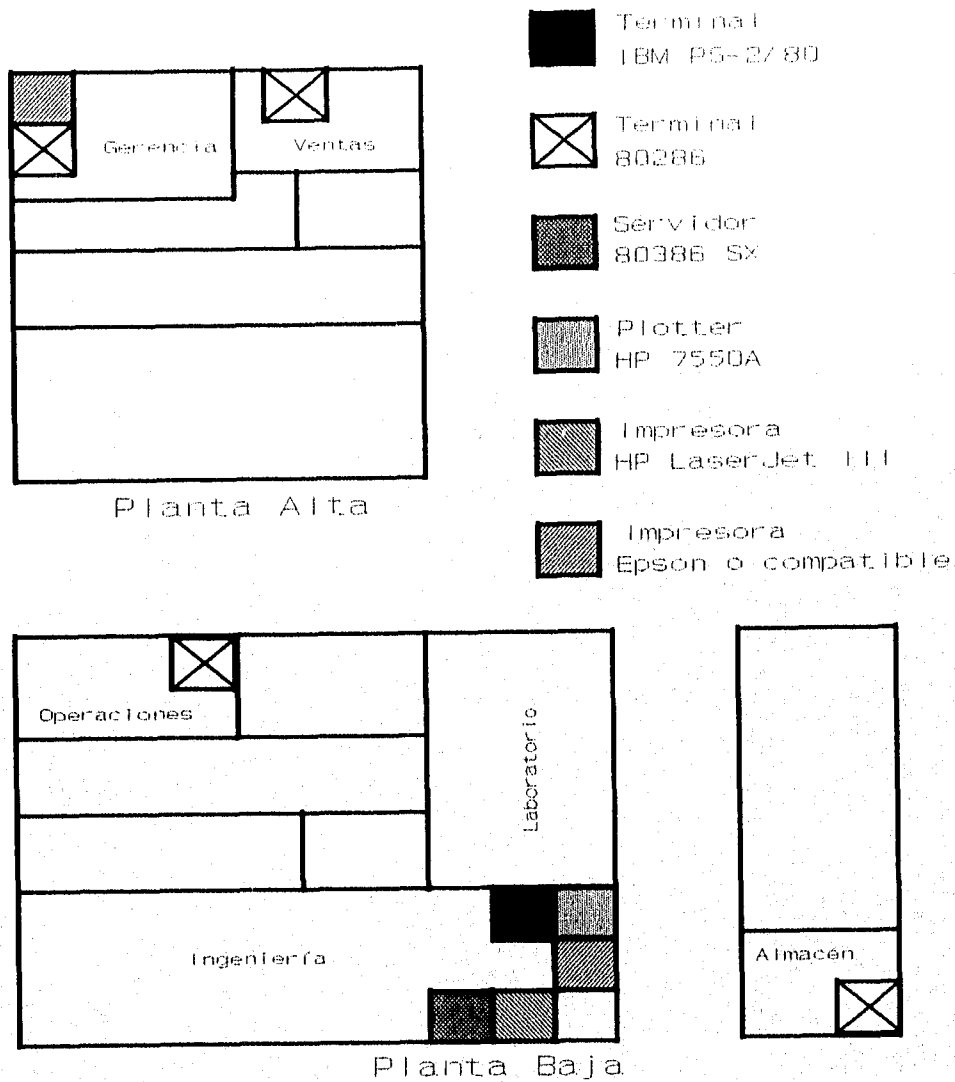 Terminal
IBM PS-2/80
Terminal
80286
Servidor
80386 SX
Plotter
HP 7550A
Impresora
HP LaserJet III
Impresora
Epson o compatible
Gerencia
Ventas
Planta Alta
Operaciones
Laboratorio
Ingeniería
Almacén
Planta Baja